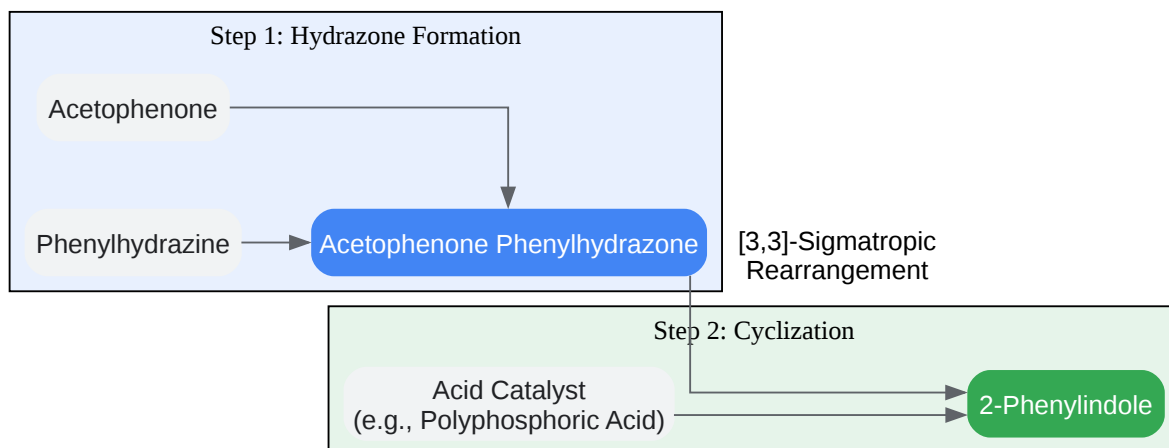 Step 1: Hydrazone Formation
Acetophenone
Phenylhydrazine
Acetophenone Phenylhydrazone
[3,3]-Sigmatropic
Rearrangement
Step 2: Cyclization
Acid Catalyst
(e.g., Polyphosphoric Acid)
2-Phenylindole